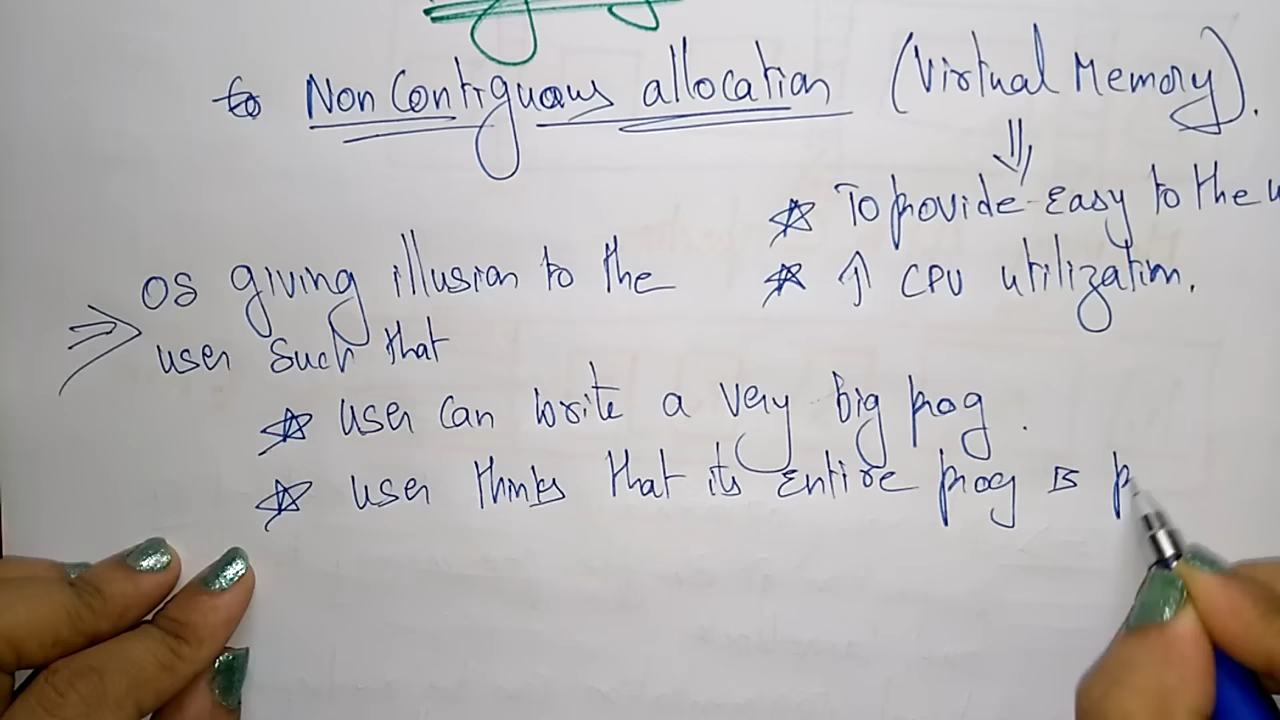 Non Contiguous allocation (Virtual Memory).
⇓
☆ To provide easy to the u
☆ ⇑ CPU utilization.
⇒ OS giving illusion to the
user such that
☆ user can write a very big prog.
☆ user thinks that its entire prog is p